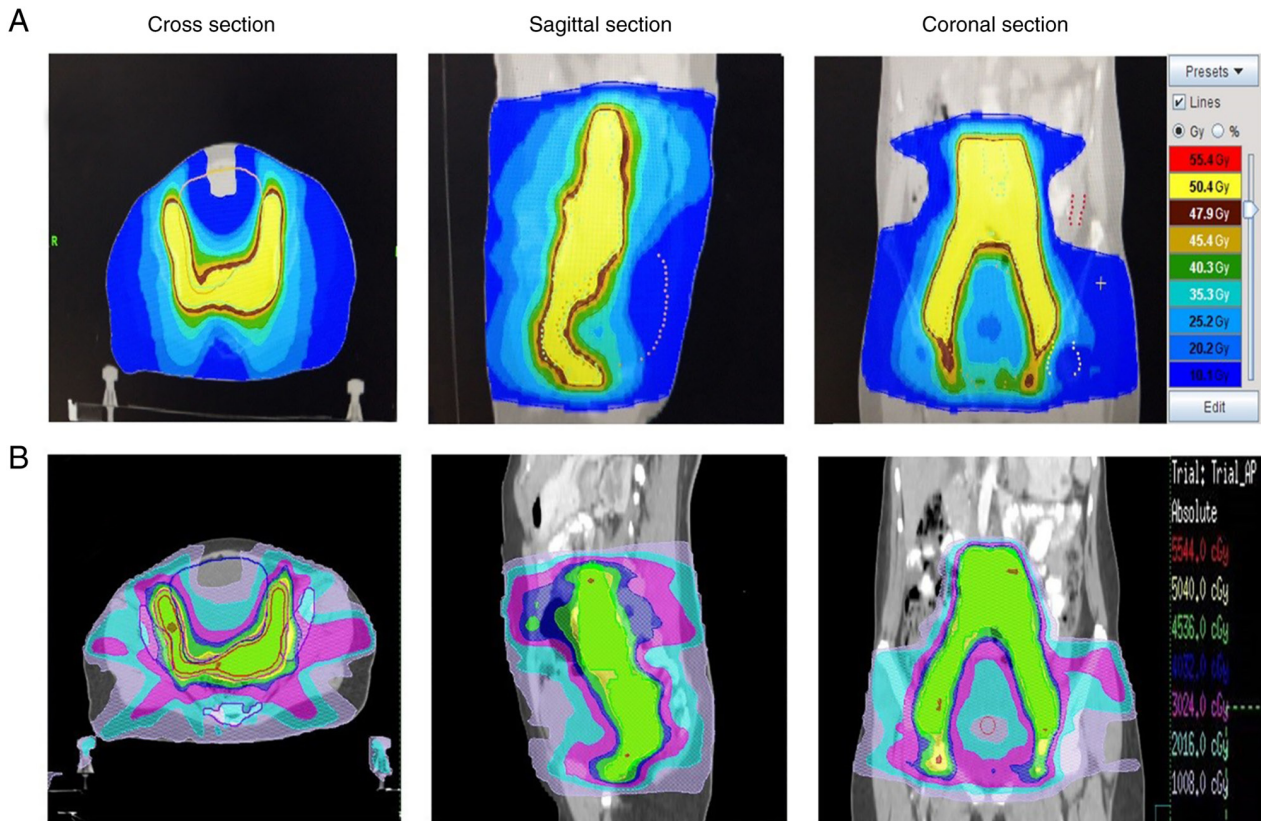 A
Cross section
Sagittal section
Coronal section
R
Presets
Lines
Gy %
55.4 Gy
50.4 Gy
47.9 Gy
45.4 Gy
40.3 Gy
35.3 Gy
25.2 Gy
20.2 Gy
10.1 Gy
Edit
B
Trial: Trial_AP
Absolute
5544.0 cGy
5040.0 cGy
4536.0 cGy
4032.0 cGy
3024.0 cGy
2016.0 cGy
1008.0 cGy